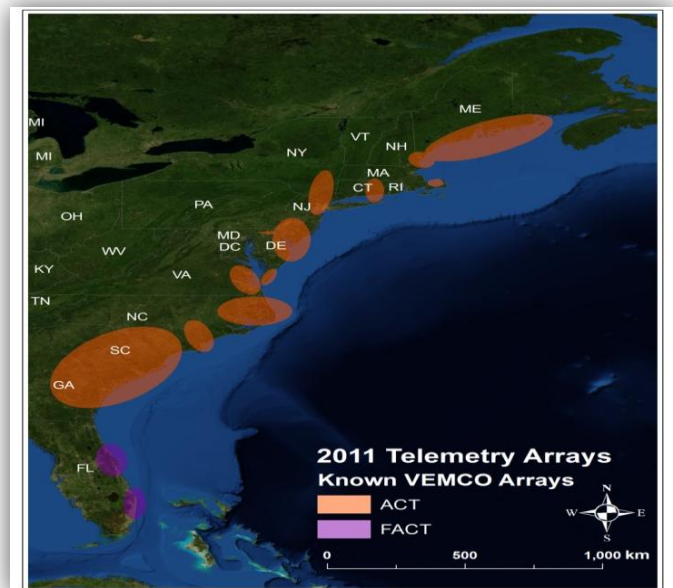 ME
MI
VT
NH
NY
MI
MA
CT RI
PA
NJ
OH
MD
DC DE
WV
KY
VA
TN
NC
SC
GA
FL
2011 Telemetry Arrays
Known VEMCO Arrays
ACT
FACT
N
W E
S
0 500 1,000 km